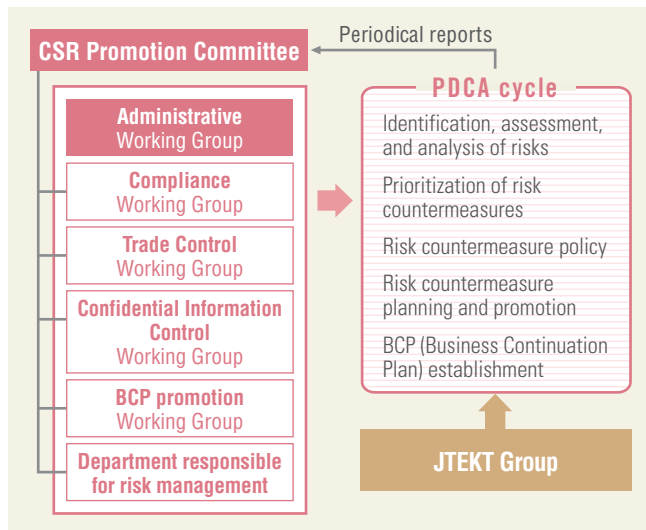 CSR Promotion Committee
Periodical reports
Administrative
Working Group
Compliance
Working Group
Trade Control
Working Group
Confidential Information
Control
Working Group
BCP promotion
Working Group
Department responsible
for risk management
PDCA cycle
Identification, assessment,
and analysis of risks
Prioritization of risk
countermeasures
Risk countermeasure policy
Risk countermeasure
planning and promotion
BCP (Business Continuation
Plan) establishment
JTEKT Group